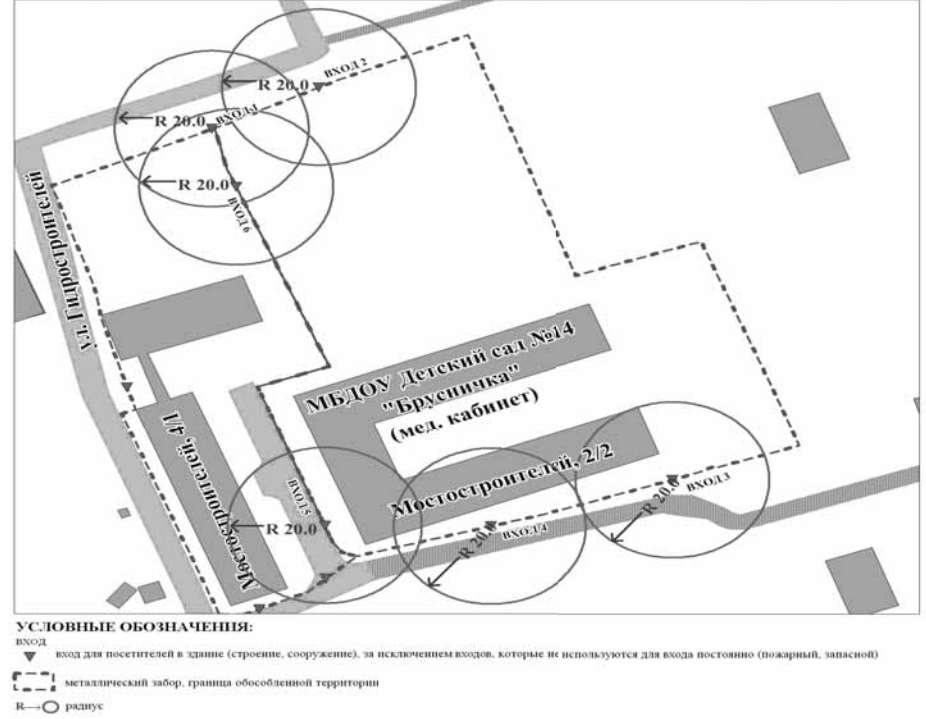 ВХОД 2
R 20.0
R 20.0
ВХОД 1
R 20.0
ВХОД 6
ул. Гидростроителей
МБДОУ Детский сад №14
"Брусничка"
(мед. кабинет)
Мостостроителей, 4/1
Мостостроителей, 2/2
ВХОД 5
R 20.0
R 20.0
ВХОД 4
R 20.0
ВХОД 3
УСЛОВНЫЕ ОБОЗНАЧЕНИЯ:
ВХОД
вход для посетителей в здание (строение, сооружение), за исключением входов, которые не используются для входа постоянно (пожарный, запасной)
металлический забор, граница обособленной территории
R радиус